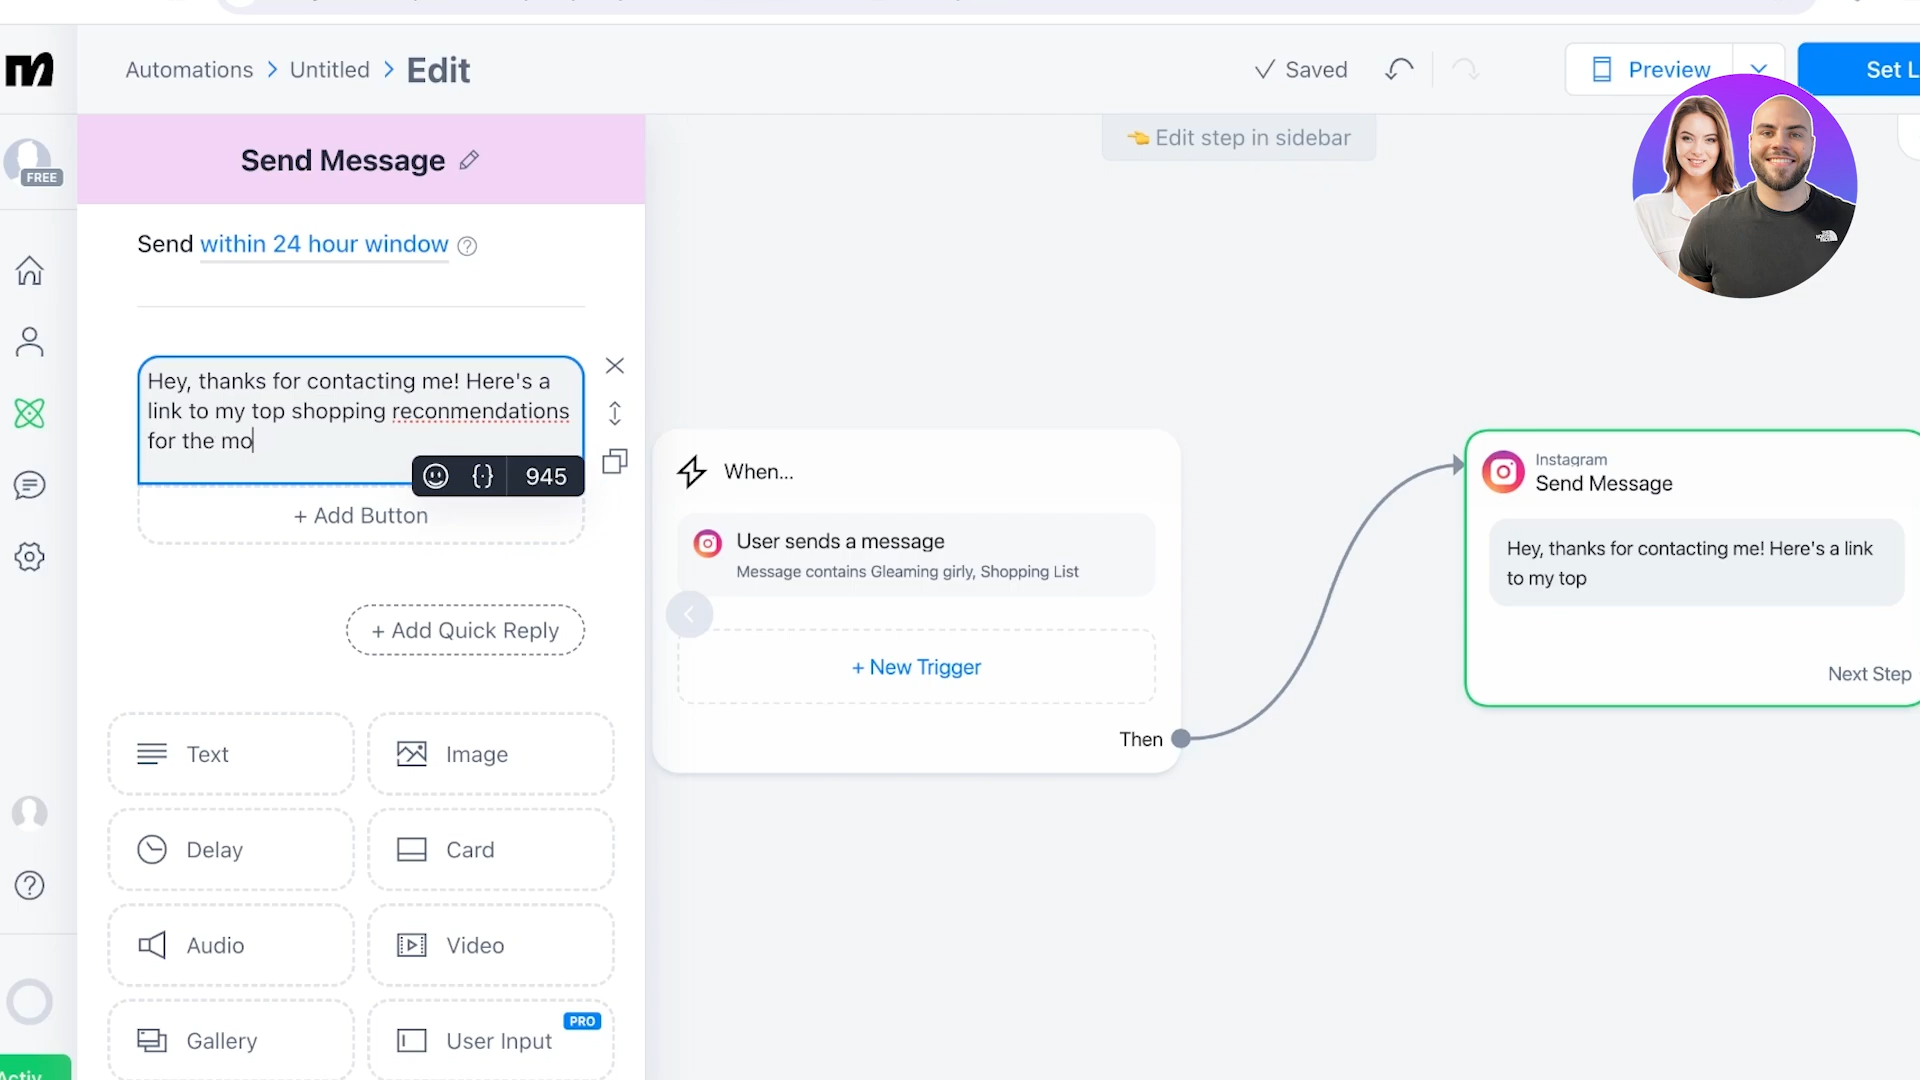 Automations > Untitled > Edit
Saved
Preview
Set L
FREE
Send Message
Edit step in sidebar
Send within 24 hour window
Hey, thanks for contacting me! Here's a
link to my top shopping reconmendations
for the mo
945
+ Add Button
+ Add Quick Reply
Text
Image
Delay
Card
Audio
Video
Gallery
User Input
PRO
When...
User sends a message
Message contains Gleaming girly, Shopping List
+ New Trigger
Then
Instagram
Send Message
Hey, thanks for contacting me! Here's a link
to my top
Next Step
THE
NORTH
FACE
Activ